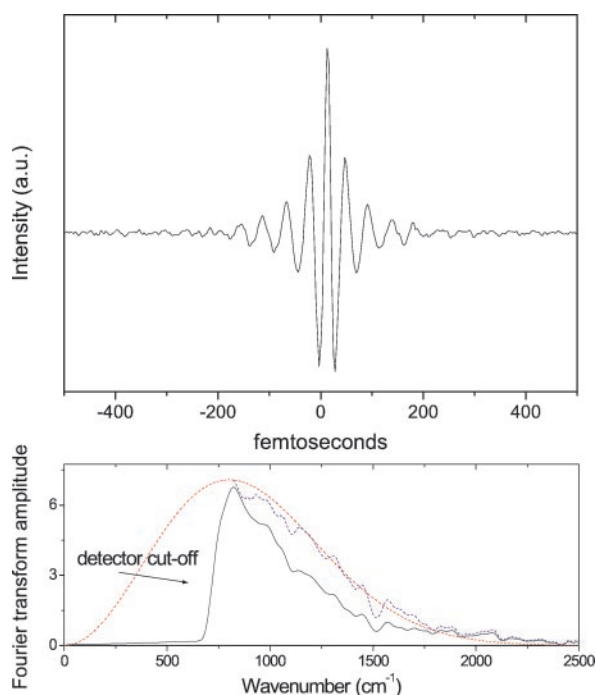 Intensity (a.u.)
-400 -200 0 200 400
femtoseconds
Fourier transform amplitude
6
3
0
detector cut-off
0 500 1000 1500 2000 2500
Wavenumber (cm⁻¹)